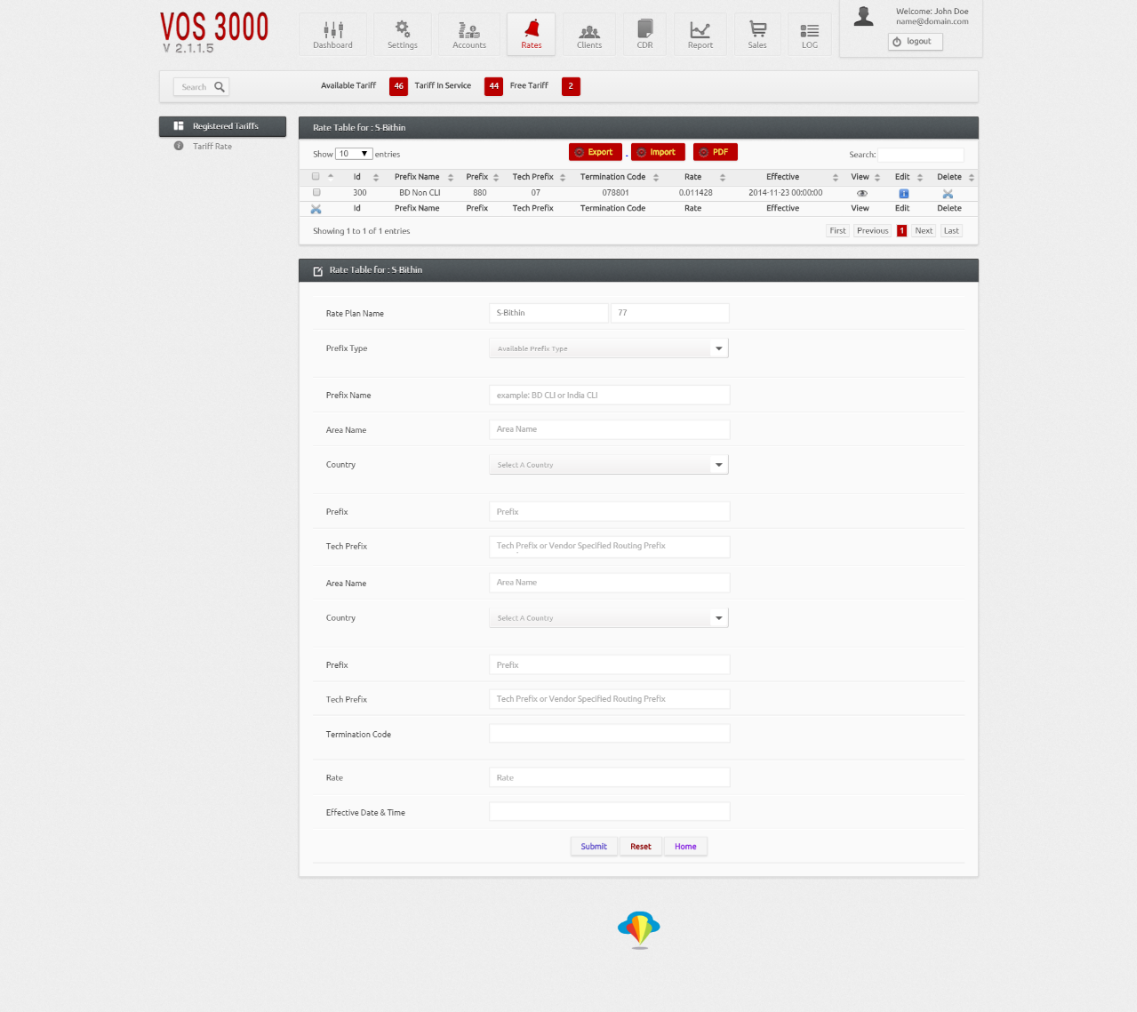 VOS 3000
V 2.1.1.5
Dashboard
Settings
Accounts
Rates
Clients
CDR
Report
Sales
LOG
Welcome: John Doe
name@domain.com
logout
Search
Available Tariff 46 Tariff In Service 44 Free Tariff 2
Registered Tariffs
Tariff Rate
Rate Table for : S-Bithin
Show 10 entries
Export . Import PDF
Search:
Id Prefix Name Prefix Tech Prefix Termination Code Rate Effective View Edit Delete
300 BD Non CLI 880 07 078801 0.011428 2014-11-23 00:00:00
Id Prefix Name Prefix Tech Prefix Termination Code Rate Effective View Edit Delete
Showing 1 to 1 of 1 entries
First Previous 1 Next Last
Rate Table for : S-Bithin
Rate Plan Name S-Bithin 77
Prefix Type Available Prefix Type
Prefix Name example: BD CLI or India CLI
Area Name Area Name
Country Select A Country
Prefix Prefix
Tech Prefix Tech Prefix or Vendor Specified Routing Prefix
Area Name Area Name
Country Select A Country
Prefix Prefix
Tech Prefix Tech Prefix or Vendor Specified Routing Prefix
Termination Code
Rate Rate
Effective Date & Time
Submit Reset Home